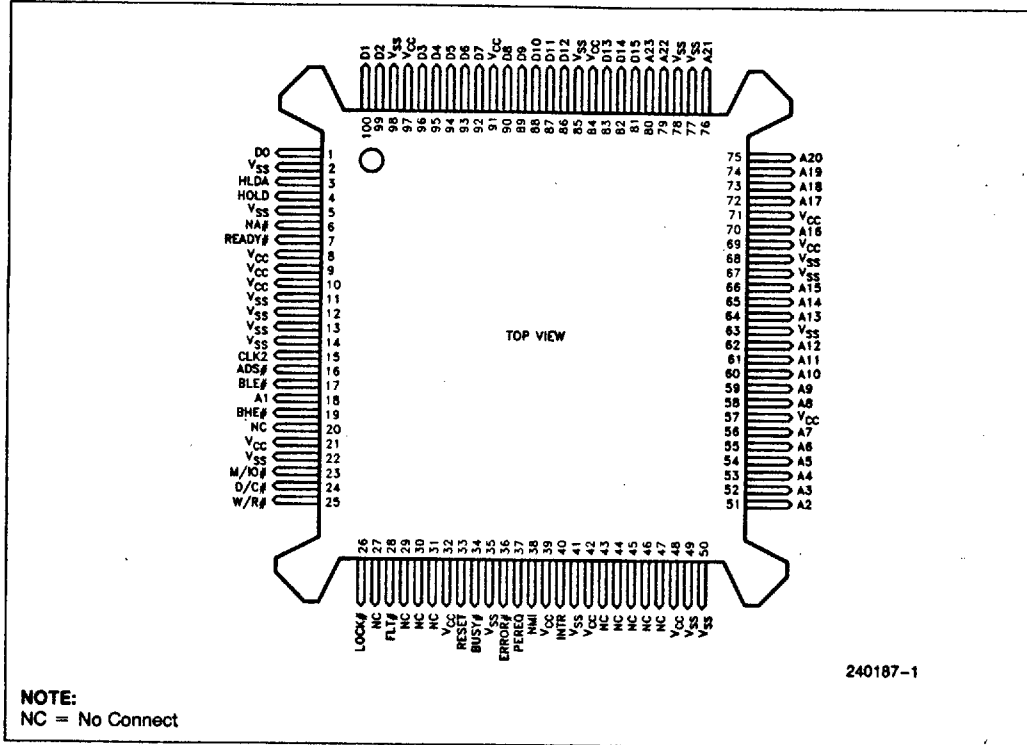 D1 D2 VSS VCC D3 D4 D5 D6 D7 VCC D8 D9 D10 D11 D12 VSS VCC D13 D14 D15 A23 A22 VSS VSS A21
100 99 98 97 96 95 94 93 92 91 90 89 88 87 86 85 84 83 82 81 80 79 78 77 76
D0 1
VSS 2
HLDA 3
HOLD 4
VSS 5
NA# 6
READY# 7
VCC 8
VCC 9
VCC 10
VSS 11
VSS 12
VSS 13
VSS 14
CLK2 15
ADS# 16
BLE# 17
A1 18
BHE# 19
NC 20
VCC 21
VSS 22
M/IO# 23
D/C# 24
W/R# 25
TOP VIEW
75 A20
74 A19
73 A18
72 A17
71 VCC
70 A16
69 VCC
68 VSS
67 VSS
66 A15
65 A14
64 A13
63 VSS
62 A12
61 A11
60 A10
59 A9
58 A8
57 VCC
56 A7
55 A6
54 A5
53 A4
52 A3
51 A2
26 27 28 29 30 31 32 33 34 35 36 37 38 39 40 41 42 43 44 45 46 47 48 49 50
LOCK# NC FLT# NC NC NC VCC RESET BUSY# VSS ERROR# PEREQ NMI VCC INTR VSS VCC NC NC NC NC NC VCC VSS VSS
240187-1
NOTE:
NC = No Connect